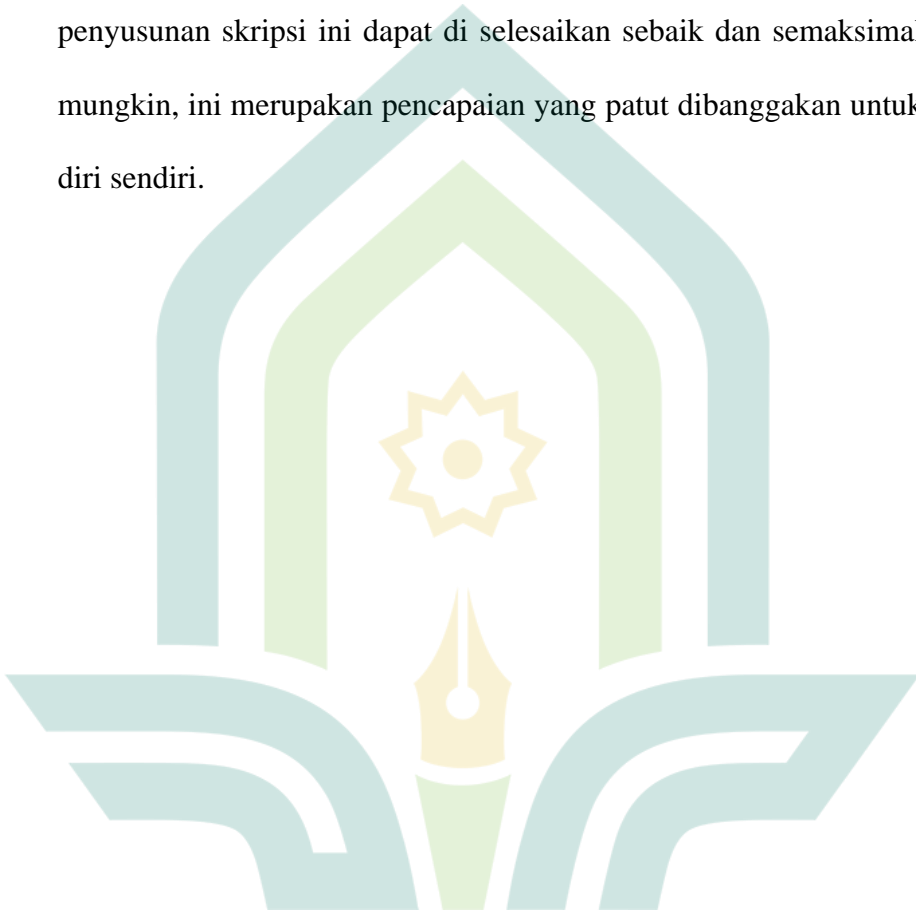 penyusunan skripsi ini dapat di selesaikan sebaik dan semaksimal
mungkin, ini merupakan pencapaian yang patut dibanggakan untuk
diri sendiri.